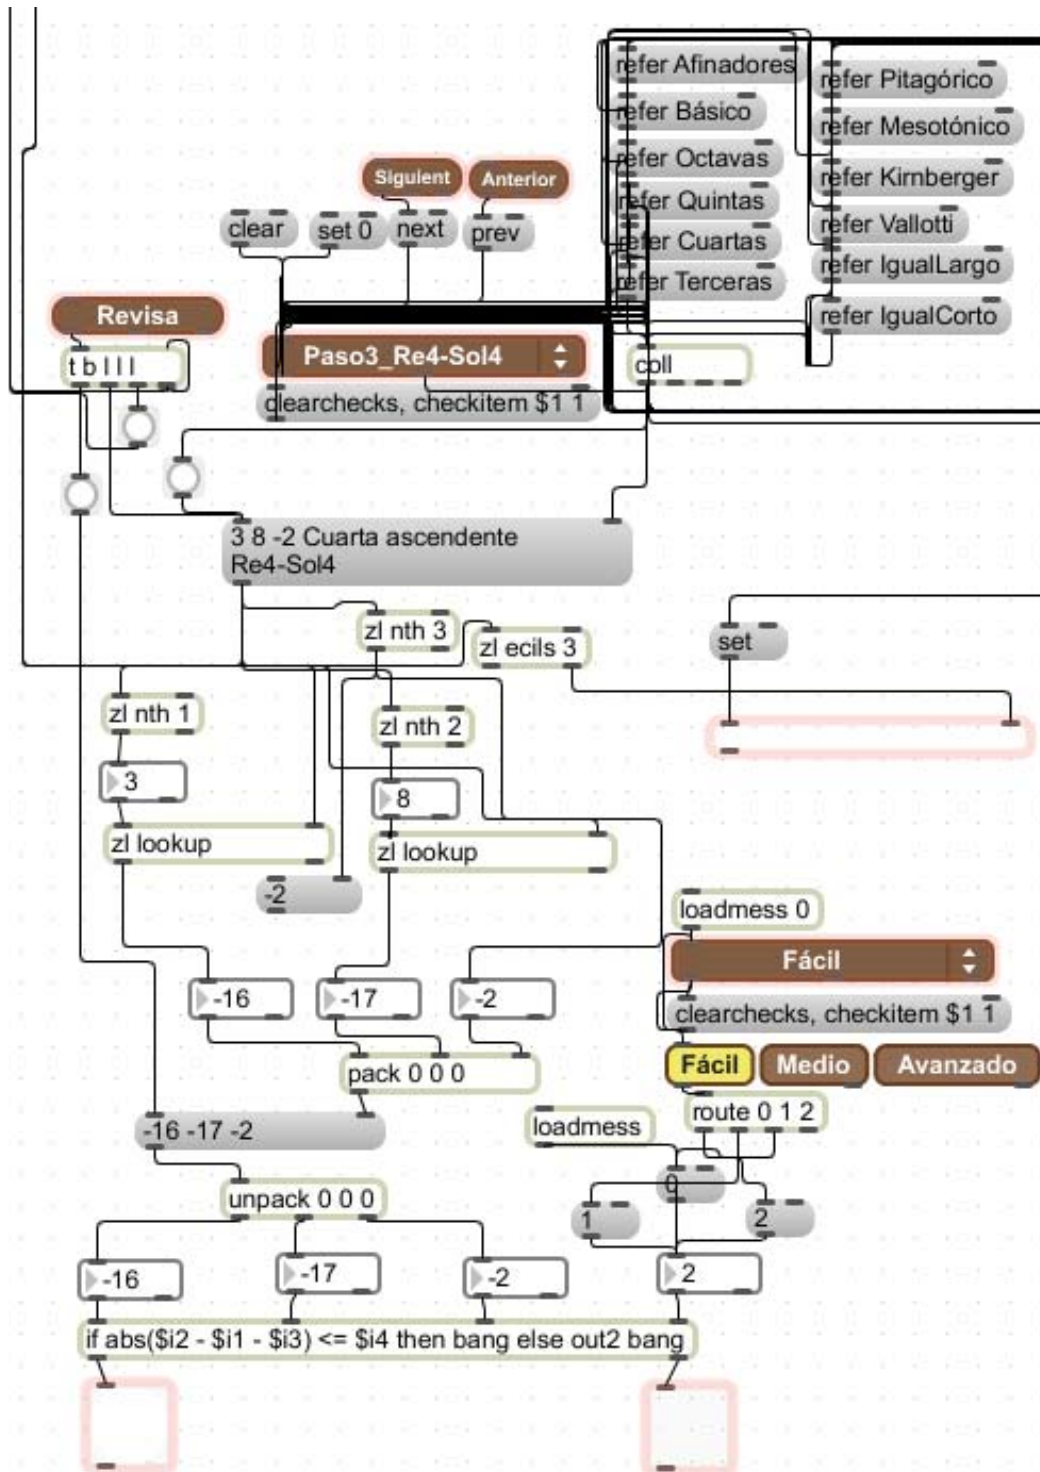 refer Afinadores
refer Pitagórico
refer Básico
refer Mesotónico
refer Octavas
refer Kirnberger
Siguient
Anterior
refer Quintas
refer Vallotti
clear
set 0
next
prev
refer Cuartas
refer IgualLargo
refer Terceras
refer IgualCorto
Revisa
Paso3_Re4-Sol4
t b l l l
coll
clearchecks, checkitem $1 1
3 8 -2 Cuarta ascendente
Re4-Sol4
zl nth 3
zl ecils 3
set
zl nth 1
zl nth 2
3
8
zl lookup
zl lookup
-2
loadmess 0
Fácil
-16
-17
-2
clearchecks, checkitem $1 1
Fácil
Medio
Avanzado
pack 0 0 0
route 0 1 2
-16 -17 -2
loadmess
unpack 0 0 0
0
1
2
-16
-17
-2
2
if abs($i2 - $i1 - $i3) <= $i4 then bang else out2 bang